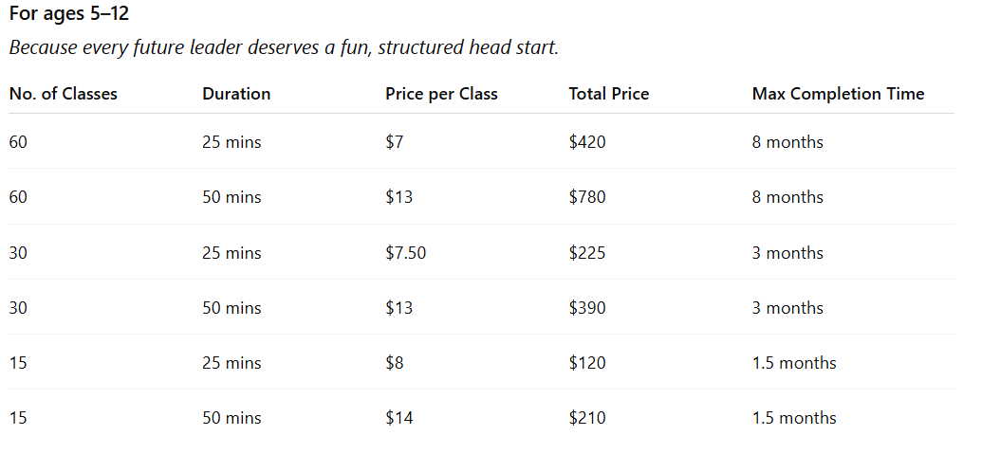 For ages 5–12
Because every future leader deserves a fun, structured head start.
No. of Classes Duration Price per Class Total Price Max Completion Time
60 25 mins $7 $420 8 months
60 50 mins $13 $780 8 months
30 25 mins $7.50 $225 3 months
30 50 mins $13 $390 3 months
15 25 mins $8 $120 1.5 months
15 50 mins $14 $210 1.5 months